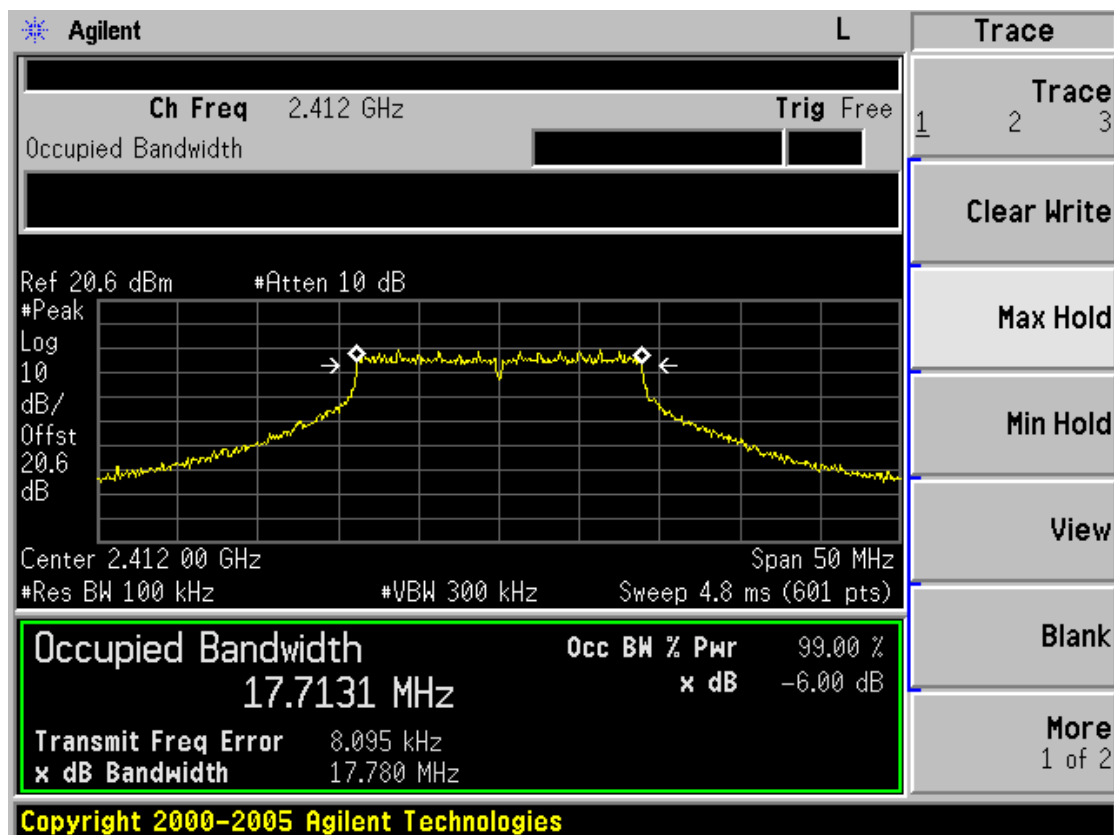 Agilent L Trace
Ch Freq 2.412 GHz Trig Free
Occupied Bandwidth
Trace
1 2 3
Clear Write
Max Hold
Min Hold
View
Blank
More
1 of 2
Ref 20.6 dBm #Atten 10 dB
#Peak
Log
10
dB/
Offst
20.6
dB
Center 2.412 00 GHz Span 50 MHz
#Res BW 100 kHz #VBW 300 kHz Sweep 4.8 ms (601 pts)
Occupied Bandwidth Occ BW % Pwr 99.00 %
17.7131 MHz x dB -6.00 dB
Transmit Freq Error 8.095 kHz
x dB Bandwidth 17.780 MHz
Copyright 2000-2005 Agilent Technologies